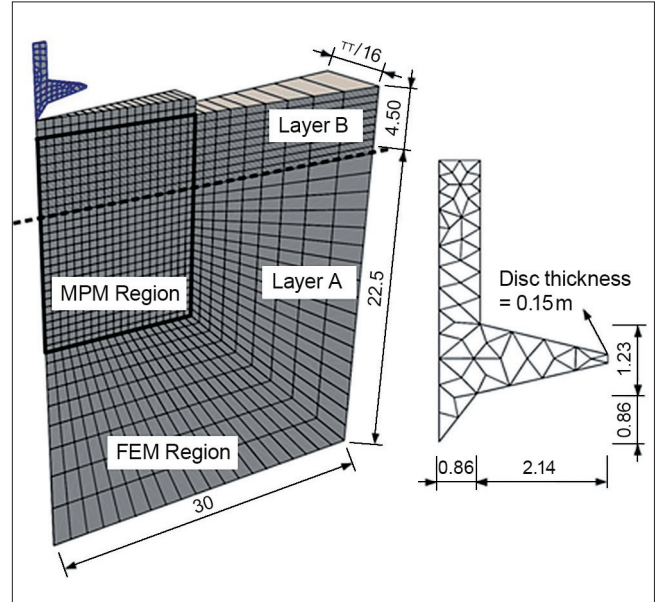 π/16
4.50
Layer B
Layer A
22.5
MPM Region
FEM Region
30
Disc thickness
= 0.15 m
1.23
0.86
0.86
2.14